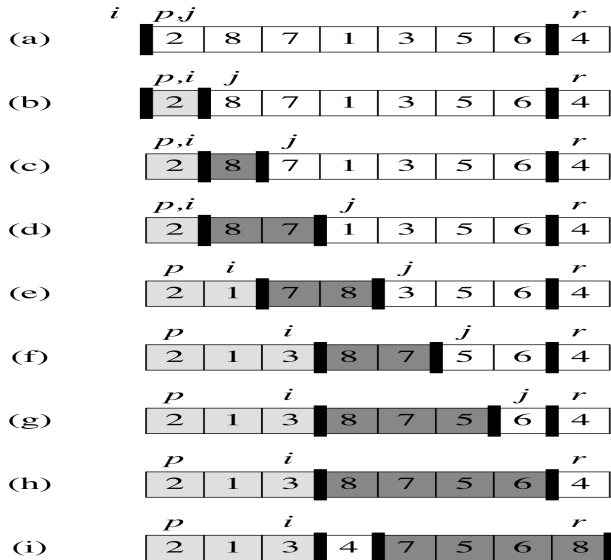 i p,j r
(a) 2 8 7 1 3 5 6 4
p,i j r
(b) 2 8 7 1 3 5 6 4
p,i j r
(c) 2 8 7 1 3 5 6 4
p,i j r
(d) 2 8 7 1 3 5 6 4
p i j r
(e) 2 1 7 8 3 5 6 4
p i j r
(f) 2 1 3 8 7 5 6 4
p i j r
(g) 2 1 3 8 7 5 6 4
p i r
(h) 2 1 3 8 7 5 6 4
p i r
(i) 2 1 3 4 7 5 6 8